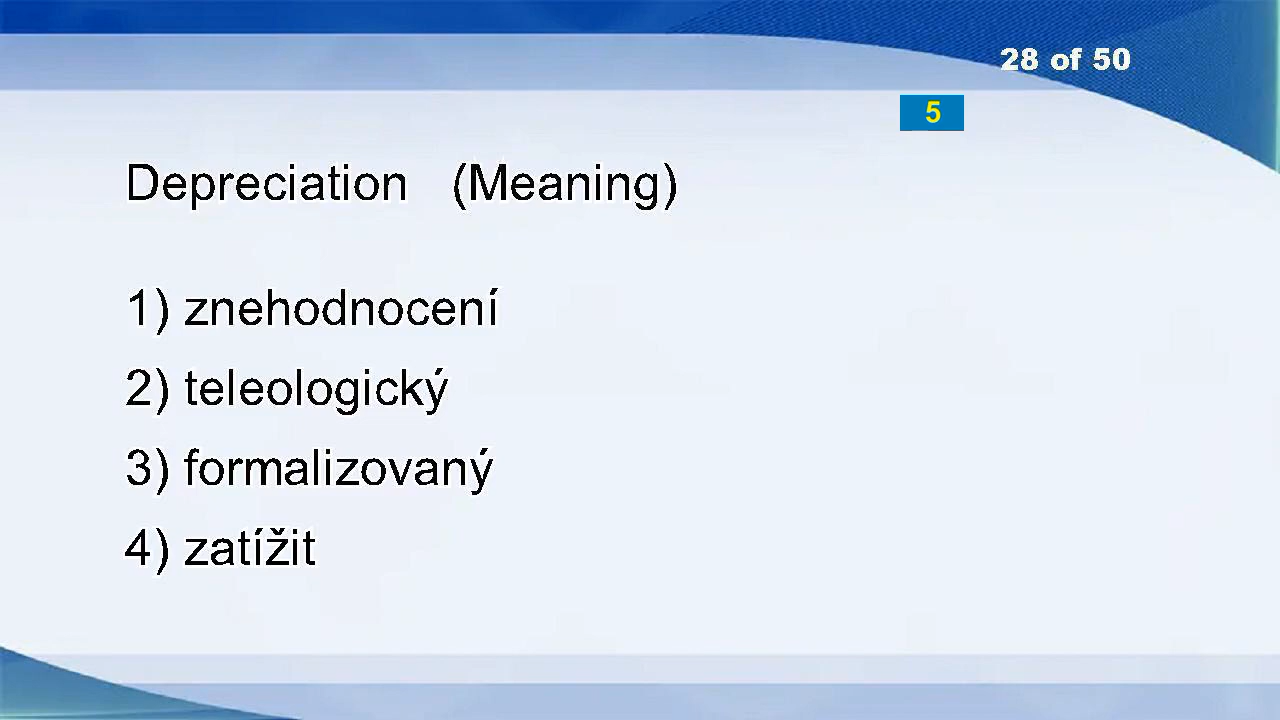 28 of 50
5
Depreciation (Meaning)
1) znehodnocení
2) teleologický
3) formalizovaný
4) zatížit